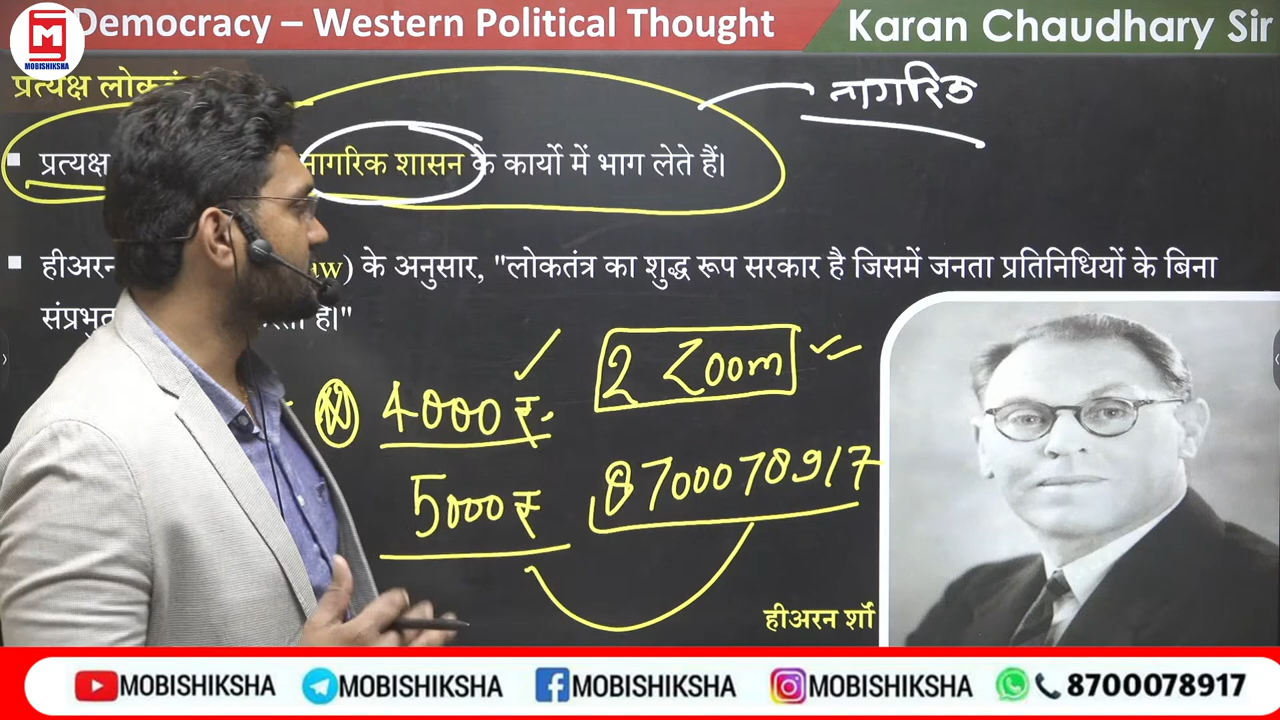 Democracy – Western Political Thought
Karan Chaudhary Sir
MOBISHIKSHA
प्रत्यक्ष
नागरिक
प्रत्यक्ष नागरिक शासन के कार्यो में भाग लेते हैं।
हीअरन aw) के अनुसार, "लोकतंत्र का शुद्ध रूप सरकार है जिसमें जनता प्रतिनिधियों के बिना
है।"
2 Zoom
4000 ₹
8700078917
5000 ₹
हीअरन शॉ
MOBISHIKSHA MOBISHIKSHA MOBISHIKSHA MOBISHIKSHA 8700078917